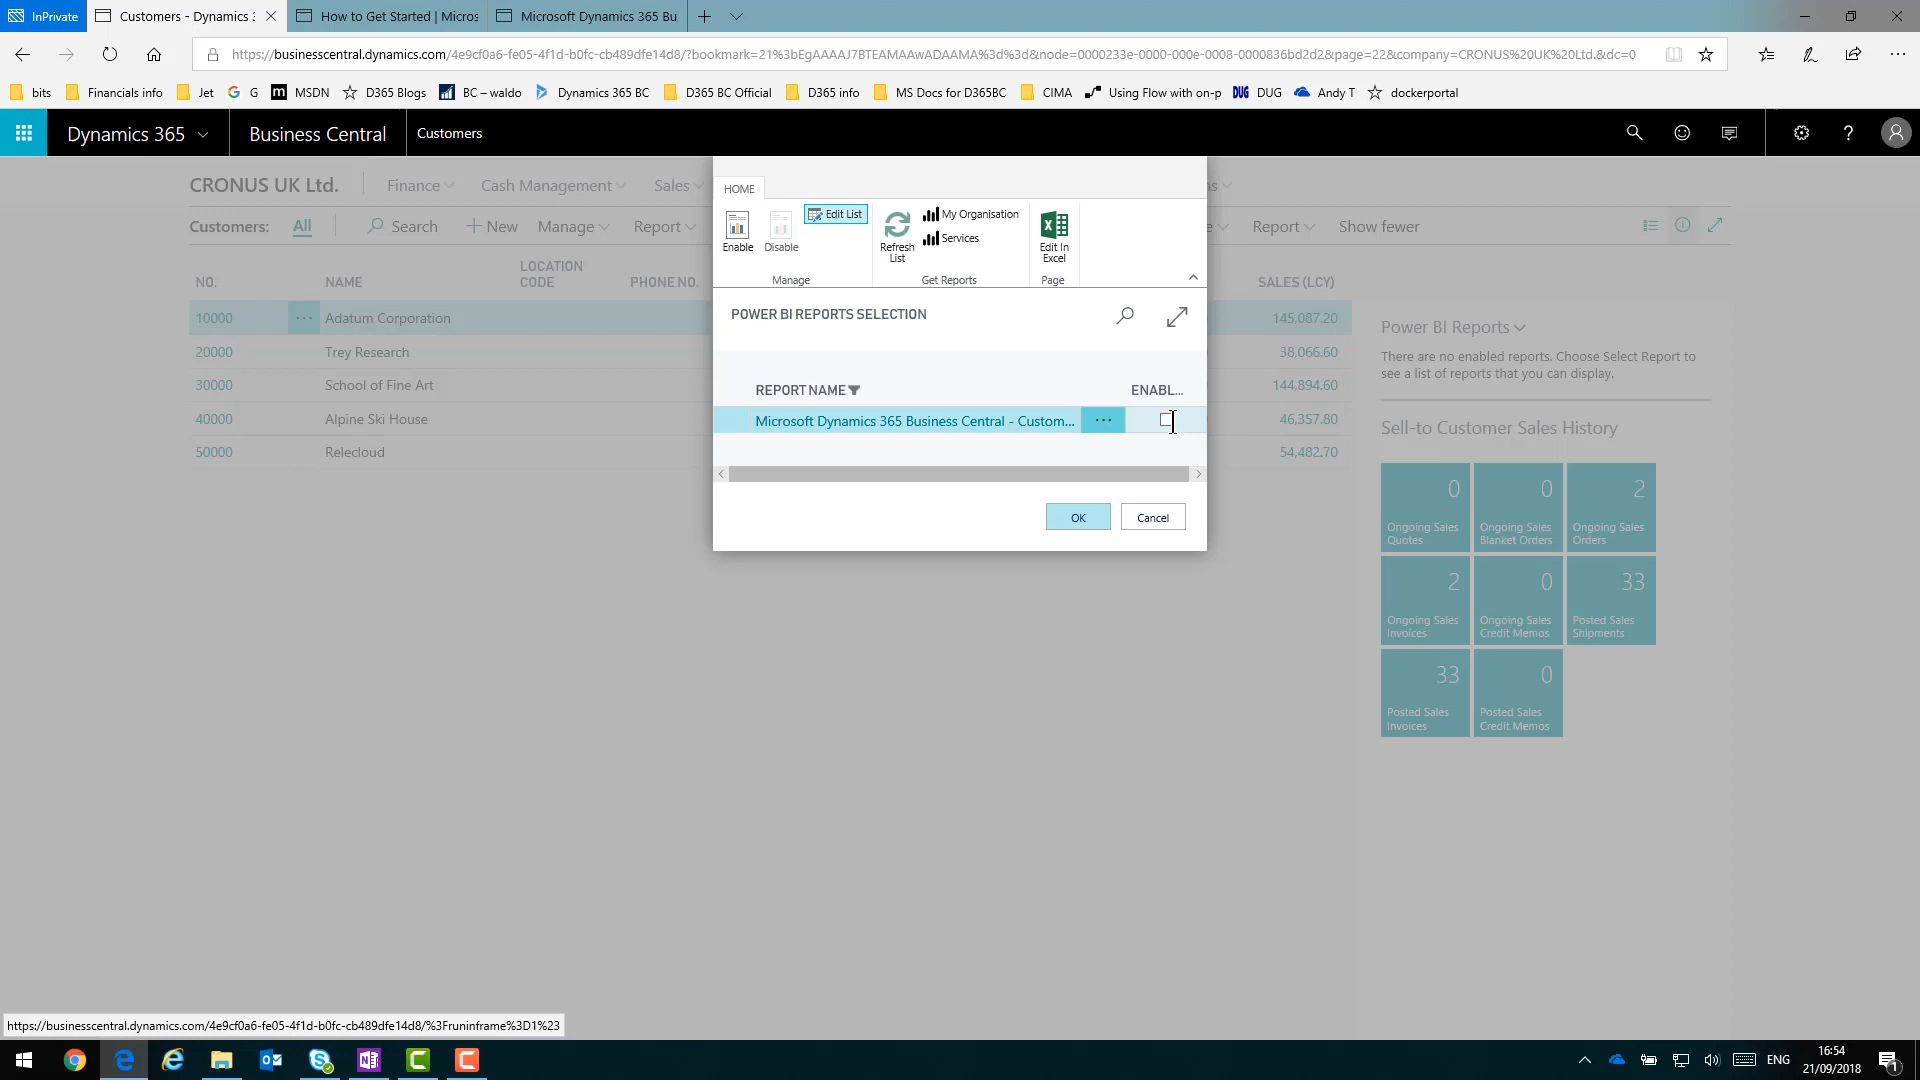 InPrivate
Customers - Dynamics 3
How to Get Started | Micros
Microsoft Dynamics 365 Bu
https://businesscentral.dynamics.com/4e9cf0a6-fe05-4f1d-b0fc-cb489dfe14d8/?bookmark=21%3bEgAAAAJ7BTEAMAAwADAAMA%3d%3d&node=0000233e-0000-000e-0008-0000836bd2d2&page=22&company=CRONUS%20UK%20Ltd.&dc=0
bits
Financials info
Jet
G
MSDN
D365 Blogs
BC – waldo
Dynamics 365 BC
D365 BC Official
D365 info
MS Docs for D365BC
CIMA
Using Flow with on-p
DUG
Andy T
dockerportal
Dynamics 365
Business Central
Customers
CRONUS UK Ltd.
Finance
Cash Management
Sales
Customers:
All
Search
New
Manage
Report
Report
Show fewer
NO.
NAME
LOCATION
CODE
PHONE NO.
SALES (LCY)
10000
Adatum Corporation
145,087.20
20000
Trey Research
38,066.60
30000
School of Fine Art
144,894.60
40000
Alpine Ski House
46,357.80
50000
Relecloud
54,482.70
HOME
Enable
Disable
Edit List
Manage
Refresh
List
My Organisation
Services
Get Reports
Edit In
Excel
Page
POWER BI REPORTS SELECTION
REPORT NAME
ENABL...
Microsoft Dynamics 365 Business Central - Custom...
OK
Cancel
Power BI Reports
There are no enabled reports. Choose Select Report to
see a list of reports that you can display.
Sell-to Customer Sales History
0
Ongoing Sales
Quotes
0
Ongoing Sales
Blanket Orders
2
Ongoing Sales
Orders
2
Ongoing Sales
Invoices
0
Ongoing Sales
Credit Memos
33
Posted Sales
Shipments
33
Posted Sales
Invoices
0
Posted Sales
Credit Memos
https://businesscentral.dynamics.com/4e9cf0a6-fe05-4f1d-b0fc-cb489dfe14d8/%3Fruninframe%3D1%23
ENG
16:54
21/09/2018
1